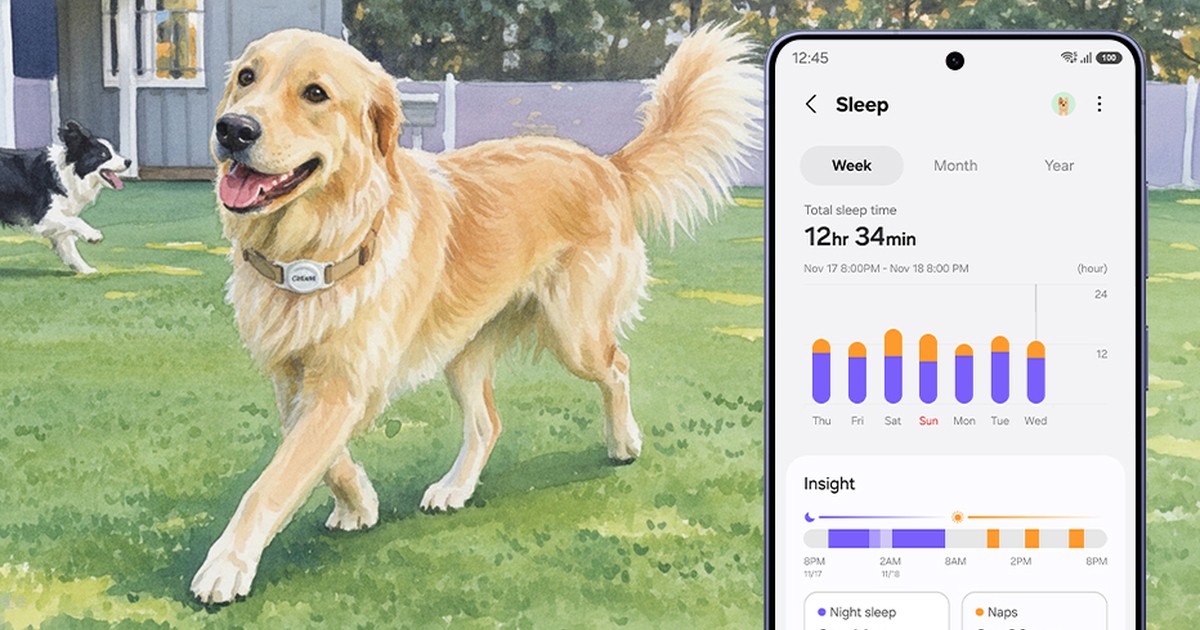 12:45
100
Sleep
Week Month Year
Total sleep time
12hr 34min
Nov 17 8:00PM - Nov 18 8:00 PM (hour)
24
12
Thu Fri Sat Sun Mon Tue Wed
Insight
8PM 2AM 8AM 2PM 8PM
11/17 11/18
Night sleep Naps